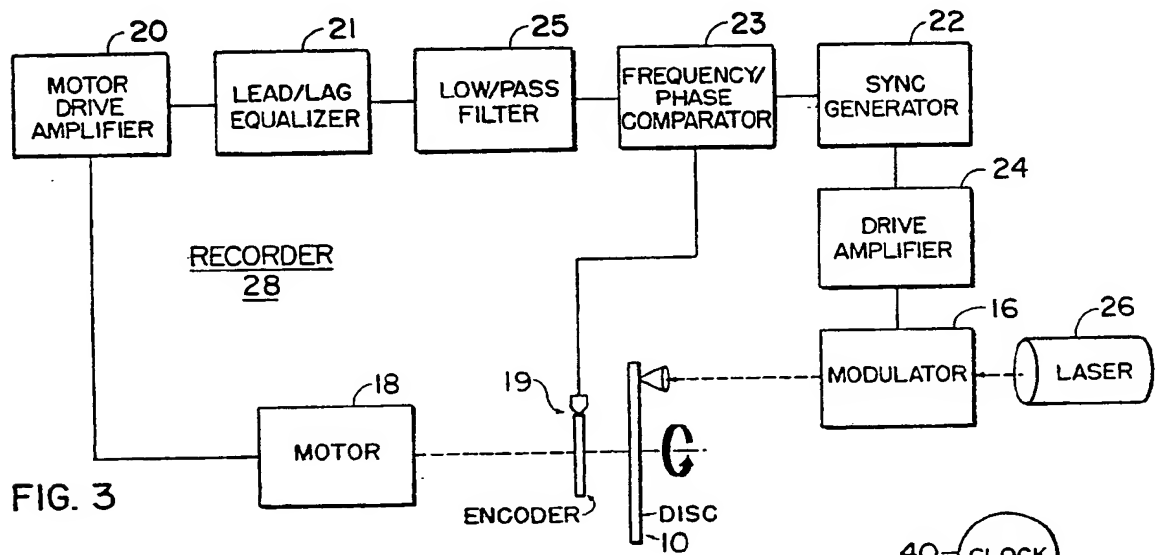 20
21
25
23
22
MOTOR
DRIVE
AMPLIFIER
LEAD/LAG
EQUALIZER
LOW/PASS
FILTER
FREQUENCY/
PHASE
COMPARATOR
SYNC
GENERATOR
24
DRIVE
AMPLIFIER
RECORDER
28
16
26
MODULATOR
LASER
18
19
MOTOR
FIG. 3
ENCODER
DISC
10
40
CLOCK